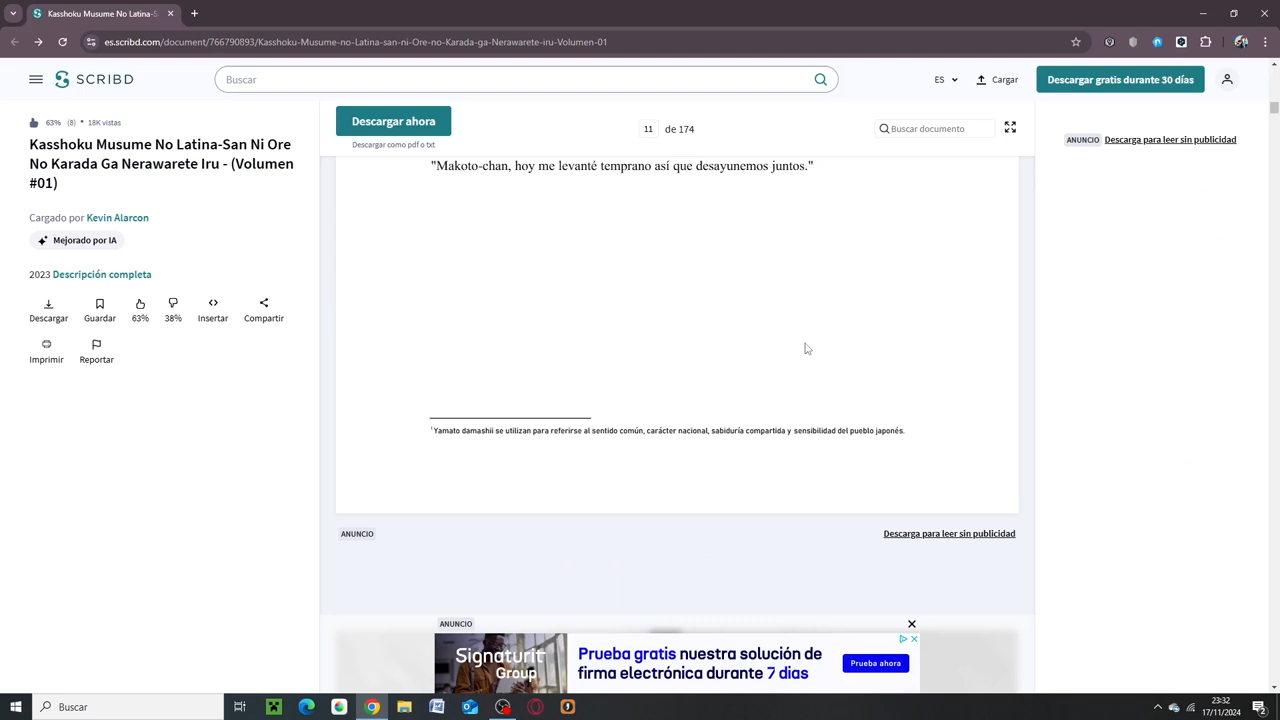 Kasshoku Musume No Latina-S
es.scribd.com/document/766790893/Kasshoku-Musume-no-Latina-san-ni-Ore-no-Karada-ga-Nerawarete-iru-Volumen-01
SCRIBD
Buscar
ES
Cargar
Descargar gratis durante 30 días
63% (8) • 18K vistas
Kasshoku Musume No Latina-San Ni Ore
No Karada Ga Nerawarete Iru - (Volumen
#01)
Cargado por Kevin Alarcon
Mejorado por IA
2023 Descripción completa
Descargar
Guardar
63%
38%
Insertar
Compartir
Imprimir
Reportar
Descargar ahora
Descargar como pdf o txt
11 de 174
Buscar documento
"Makoto-chan, hoy me levanté temprano así que desayunemos juntos."
1 Yamato damashii se utilizan para referirse al sentido común, carácter nacional, sabiduría compartida y sensibilidad del pueblo japonés.
ANUNCIO
Descarga para leer sin publicidad
ANUNCIO Descarga para leer sin publicidad
ANUNCIO
Signaturit
Group
Prueba gratis nuestra solución de
firma electrónica durante 7 dias
Prueba ahora
Buscar
23:32
17/11/2024
2